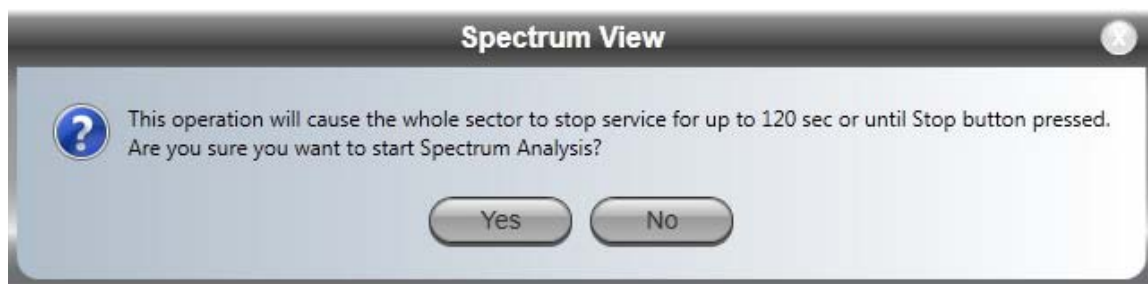 Spectrum View
This operation will cause the whole sector to stop service for up to 120 sec or until Stop button pressed.
Are you sure you want to start Spectrum Analysis?
Yes No